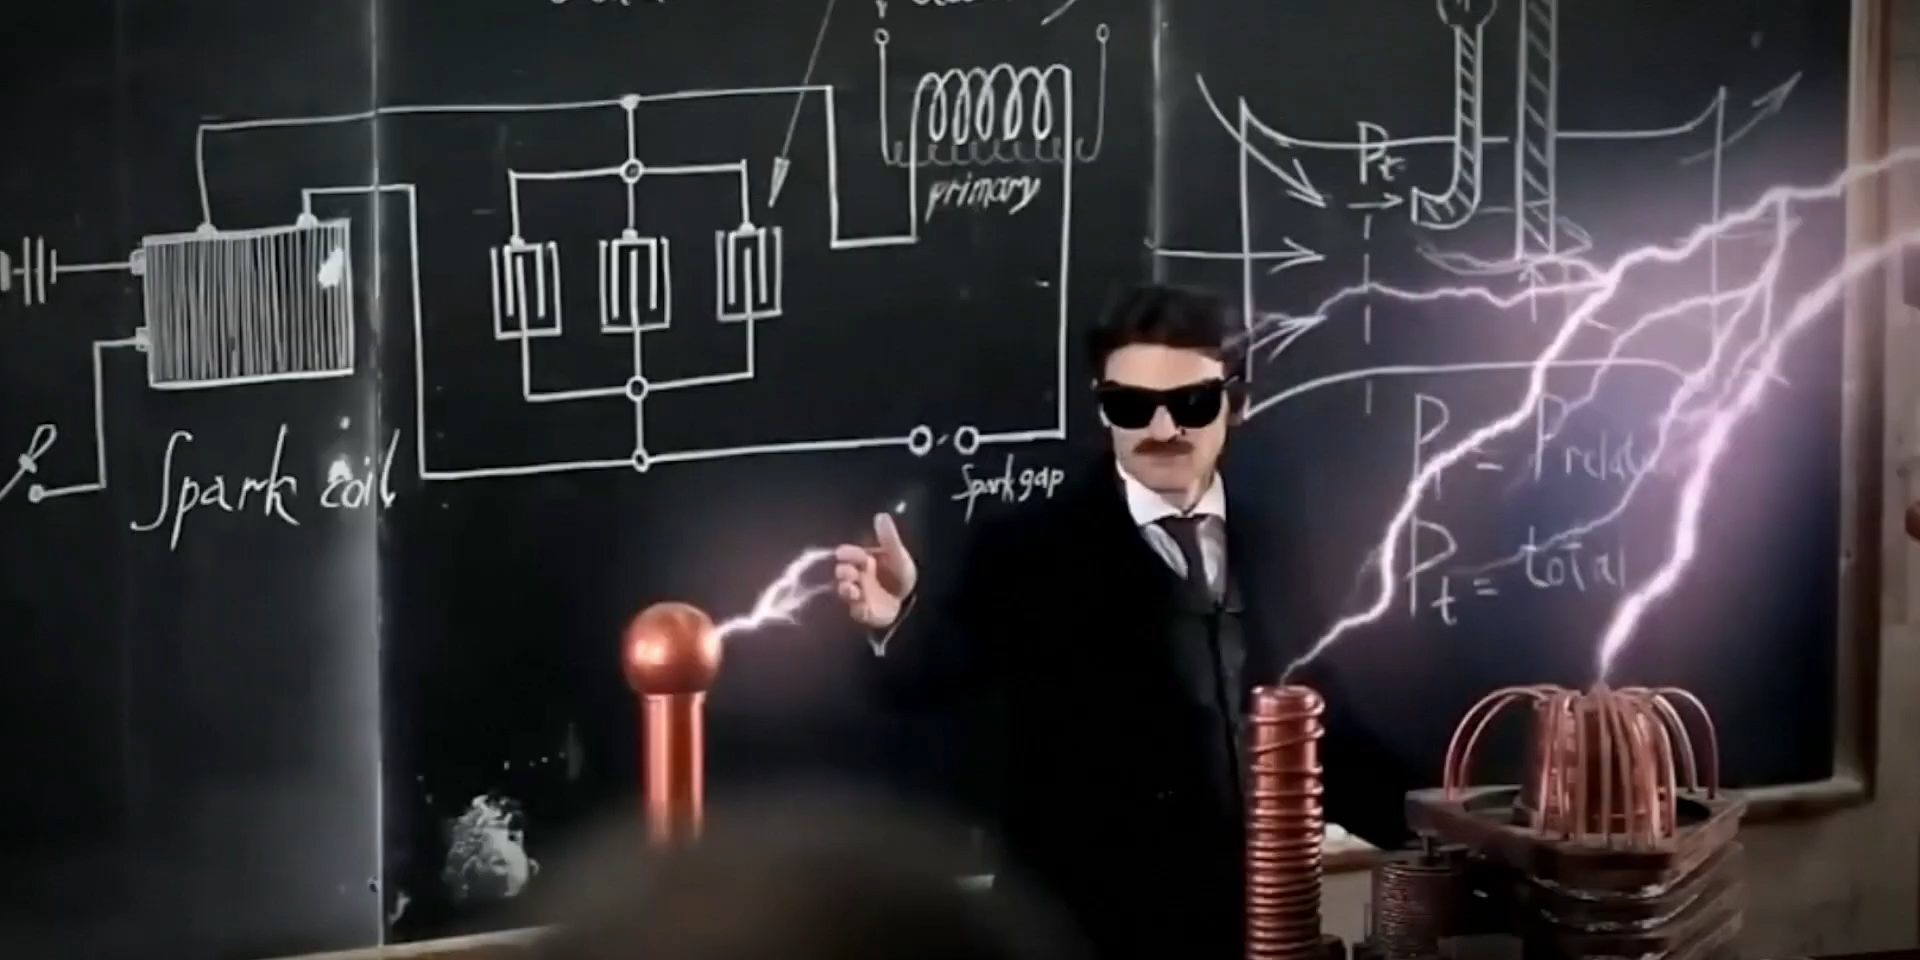 primary
Spark coil
Spark gap
Pt
P =
Pt = total